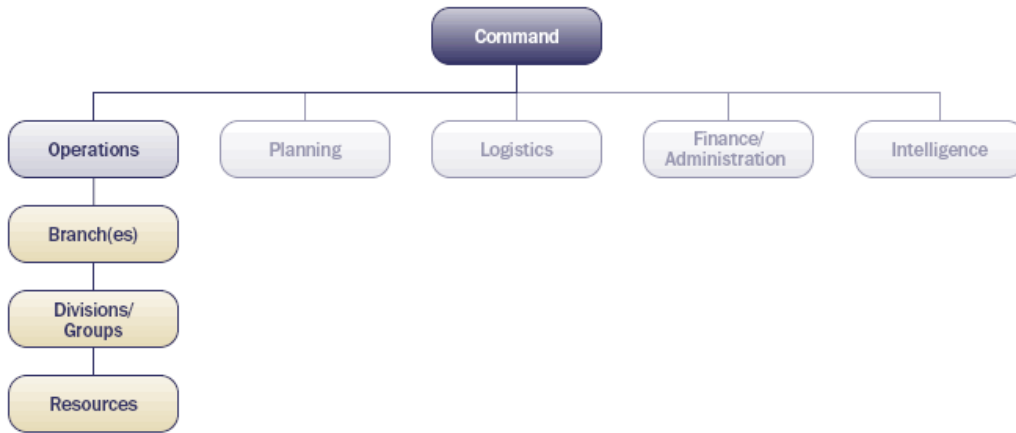 Command
Operations
Planning
Logistics
Finance/
Administration
Intelligence
Branch(es)
Divisions/
Groups
Resources